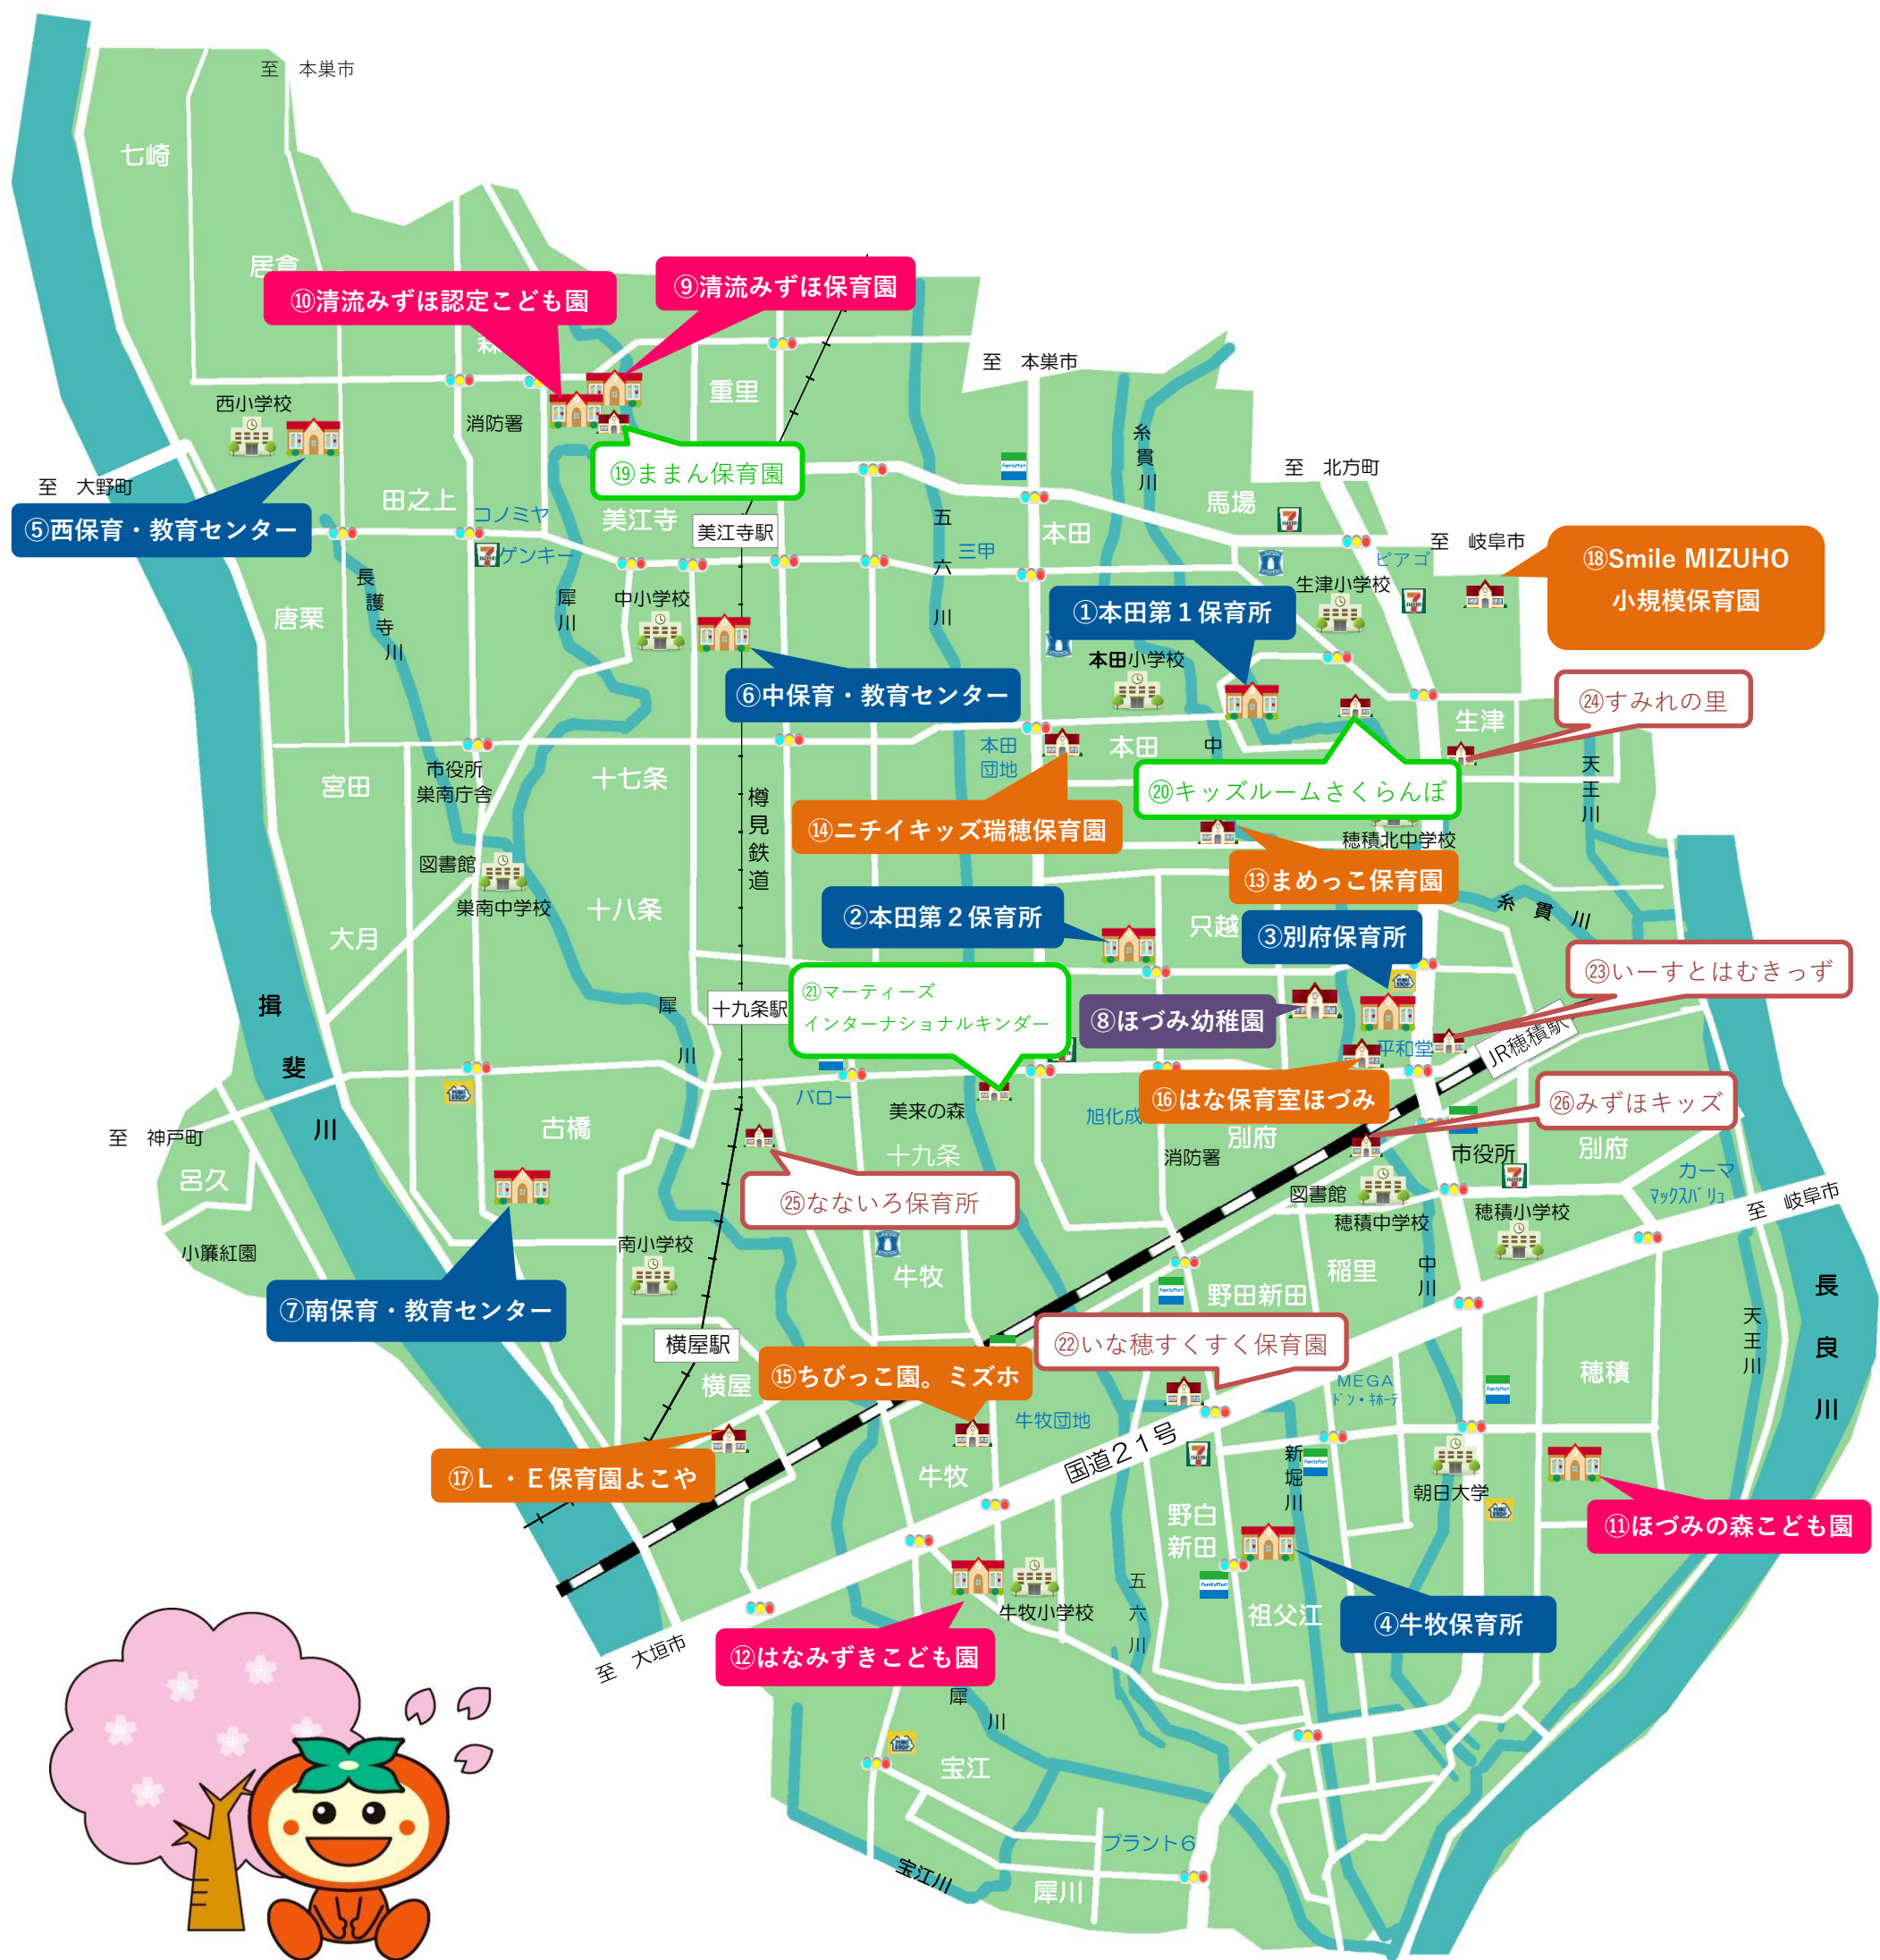 至　本巣市
七崎
居倉
⑩清流みずほ認定こども園
⑨清流みずほ保育園
森
至　本巣市
重里
西小学校
消防署
糸貫川
⑲ままん保育園
至　北方町
至　大野町
田之上
コノミヤ
美江寺
馬場
⑤西保育・教育センター
美江寺駅
五六川
本田
至　岐阜市
ゲンキー
三甲
ピアゴ
⑱Smile MIZUHO
小規模保育園
長護寺川
犀川
中小学校
生津小学校
唐栗
①本田第１保育所
本田小学校
⑥中保育・教育センター
㉔すみれの里
生津
本田団地
本田
中
宮田
市役所
巣南庁舎
十七条
樽見鉄道
⑳キッズルームさくらんぼ
天王川
⑭ニチイキッズ瑞穂保育園
穂積北中学校
図書館
⑬まめっこ保育園
巣南中学校
十八条
②本田第２保育所
只越
糸貫川
大月
③別府保育所
㉓いーすとはむきっず
揖斐川
犀川
十九条駅
㉑マーティーズ
インターナショナルキンダー
⑧ほづみ幼稚園
平和堂
JR穂積駅
バロー
美来の森
旭化成
⑯はな保育室ほづみ
㉖みずほキッズ
至　神戸町
古橋
十九条
別府
消防署
市役所
別府
呂久
㉕なないろ保育所
図書館
カーマ
マックスバリュ
穂積中学校
穂積小学校
至　岐阜市
小簾紅園
南小学校
牛牧
稲里
中川
⑦南保育・教育センター
野田新田
長良川
横屋駅
㉒いな穂すくすく保育園
天王川
横屋
⑮ちびっこ園。ミズホ
MEGA
ドン・キホーテ
穂積
牛牧団地
国道２１号
⑰Ｌ・Ｅ保育園よこや
牛牧
新堀川
朝日大学
野白
新田
⑪ほづみの森こども園
五六川
牛牧小学校
祖父江
④牛牧保育所
至　大垣市
⑫はなみずきこども園
犀川
宝江
プラント６
宝江川
犀川